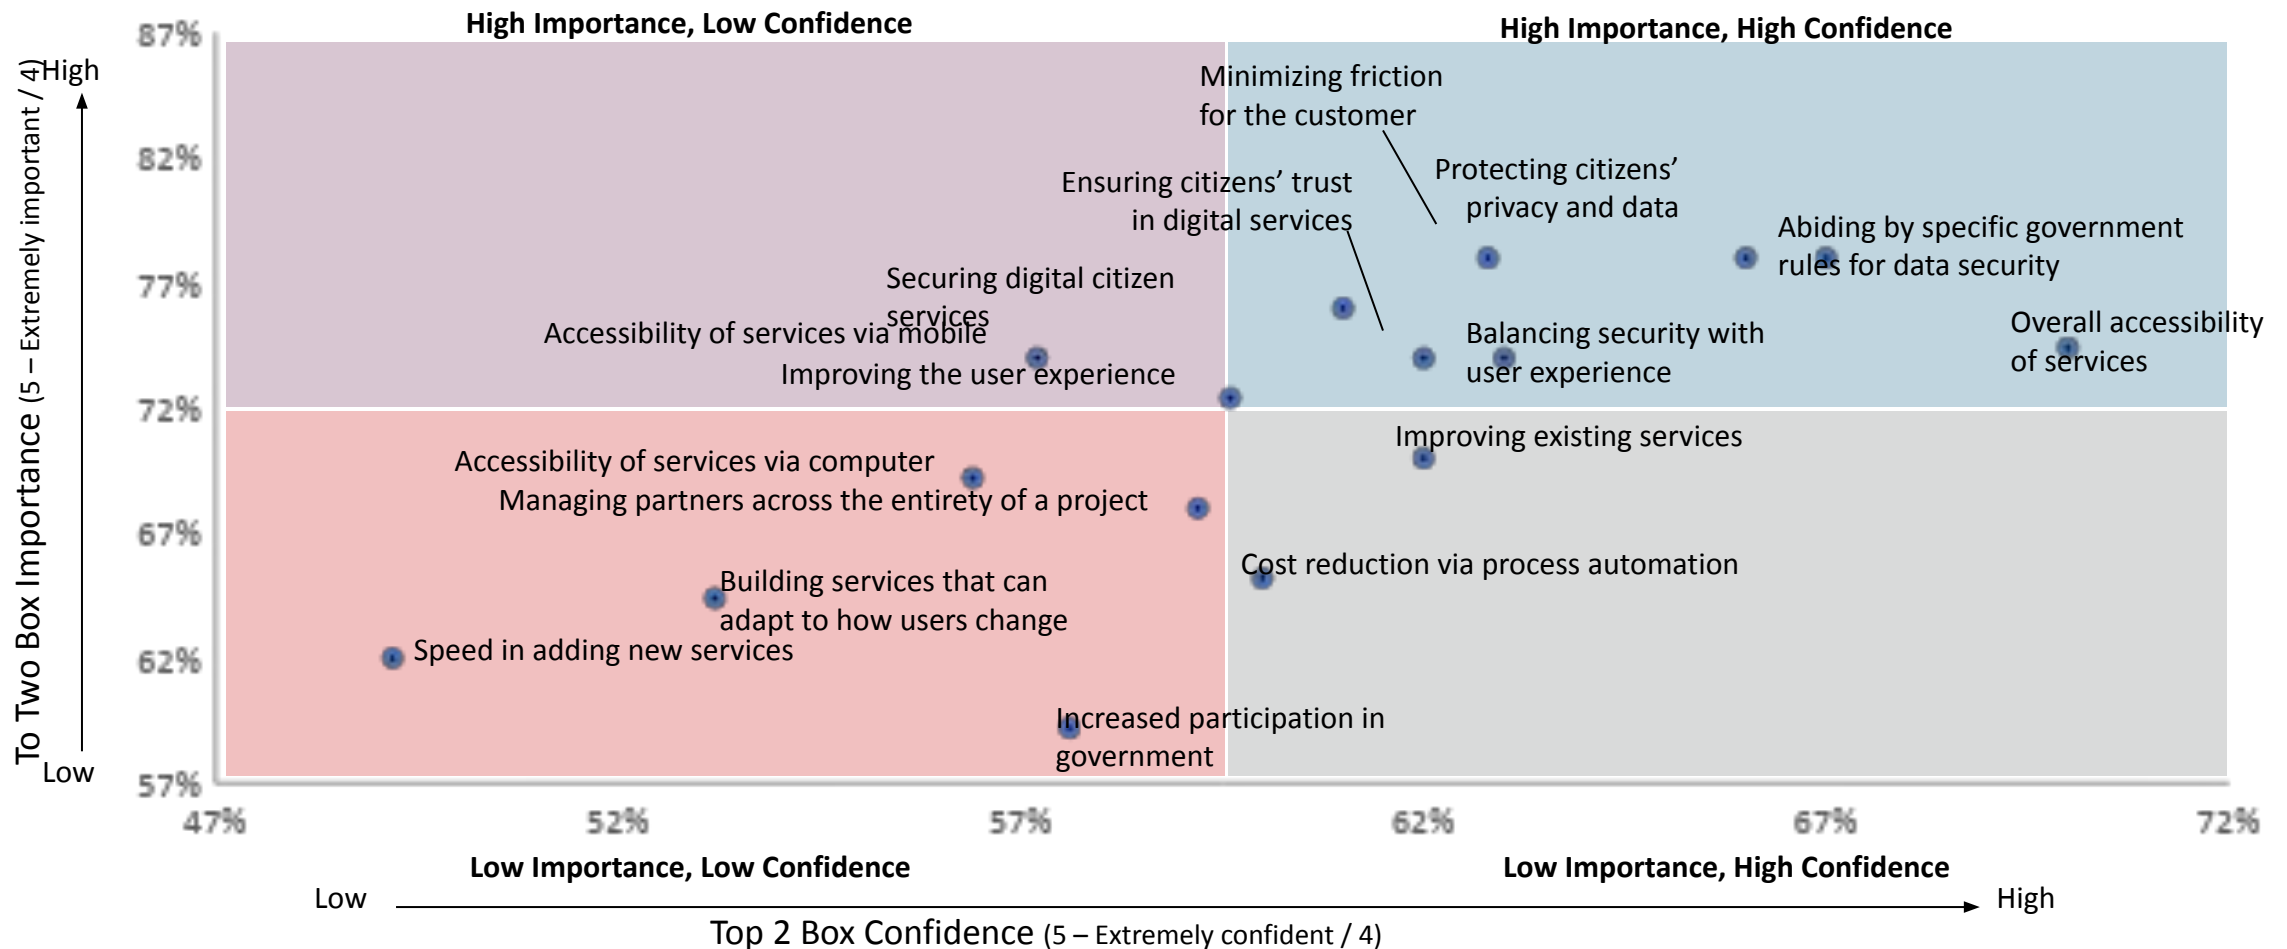 High Importance, Low Confidence
High Importance, High Confidence
87%
82%
77%
72%
67%
62%
57%
High
Low
To Two Box Importance (5 – Extremely important / 4)
Minimizing friction
for the customer
Ensuring citizens’ trust
in digital services
Protecting citizens’
privacy and data
Abiding by specific government
rules for data security
Securing digital citizen
services
Accessibility of services via mobile
Improving the user experience
Balancing security with
user experience
Overall accessibility
of services
Improving existing services
Accessibility of services via computer
Managing partners across the entirety of a project
Cost reduction via process automation
Building services that can
adapt to how users change
Speed in adding new services
Increased participation in
government
47%
52%
57%
62%
67%
72%
Low Importance, Low Confidence
Low Importance, High Confidence
Low
High
Top 2 Box Confidence (5 – Extremely confident / 4)